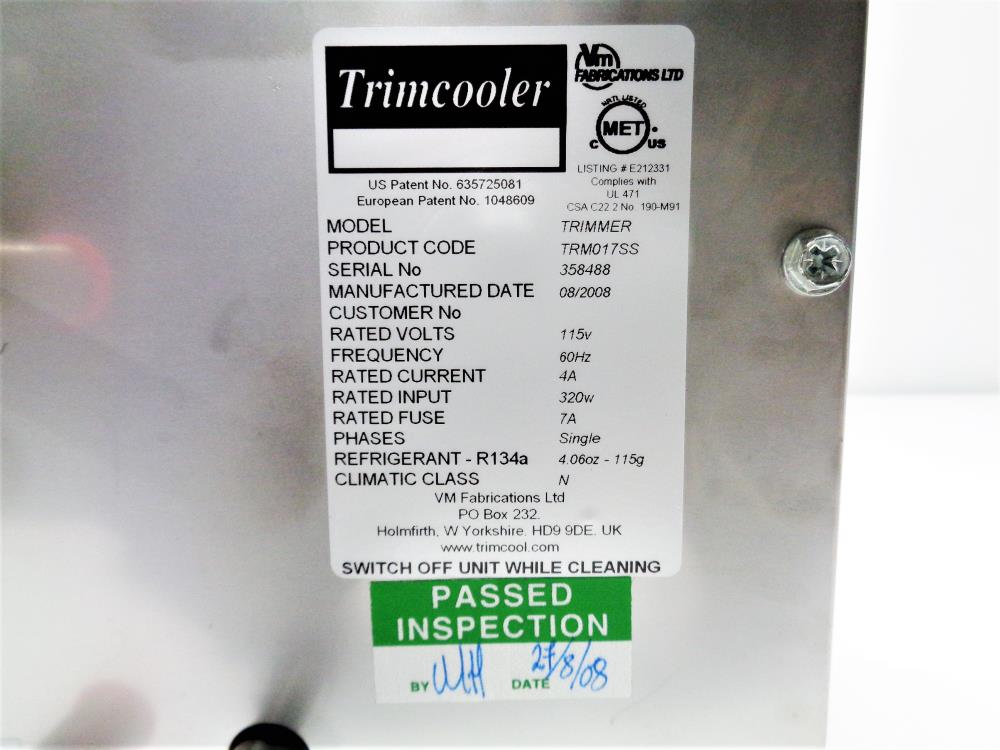 Trimcooler
Vm
FABRICATIONS LTD
NRTL LISTED
MET
C US
LISTING # E212331
Complies with
UL 471
CSA C22.2 No. 190-M91
US Patent No. 635725081
European Patent No. 1048609
MODEL TRIMMER
PRODUCT CODE TRM017SS
SERIAL No 358488
MANUFACTURED DATE 08/2008
CUSTOMER No
RATED VOLTS 115v
FREQUENCY 60Hz
RATED CURRENT 4A
RATED INPUT 320w
RATED FUSE 7A
PHASES Single
REFRIGERANT - R134a 4.06oz - 115g
CLIMATIC CLASS N
VM Fabrications Ltd
PO Box 232.
Holmfirth, W Yorkshire. HD9 9DE. UK
www.trimcool.com
SWITCH OFF UNIT WHILE CLEANING
PASSED
INSPECTION
BY MH DATE 27/8/08